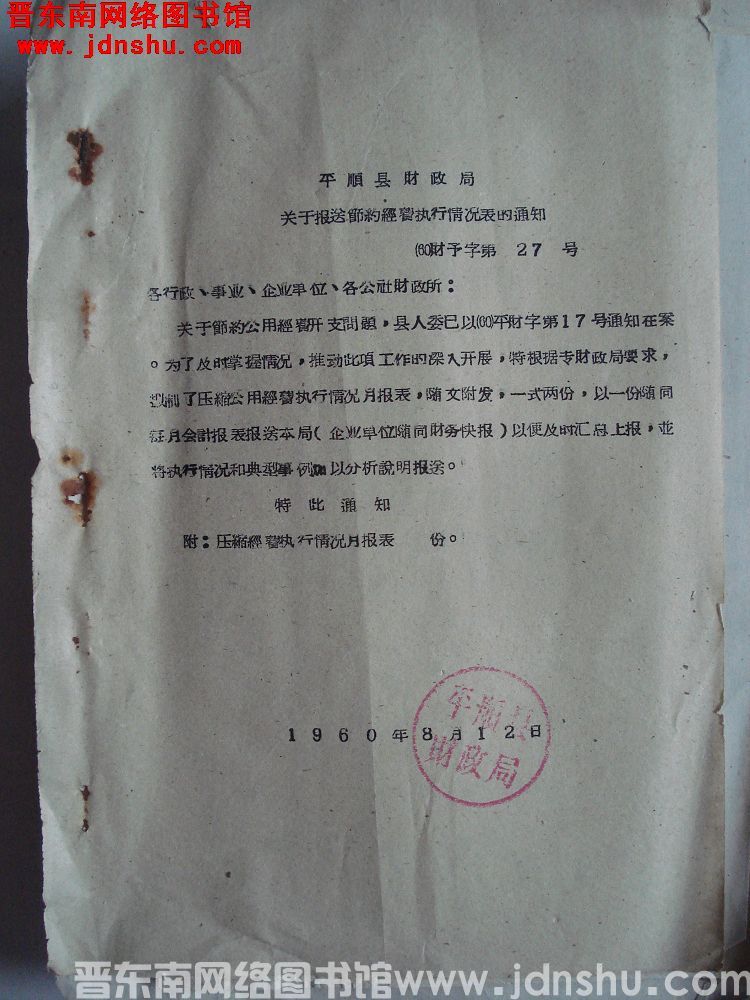 晋东南网络图书馆
www.jdnshu.com
平順县財政局
关于报送節約經費执行情况表的通知
(60)財予字第 27 号
各行政、事业、企业单位、各公社財政所：
关于節約公用經費开支問題，县人委已以(60)平財字第17号通知在案
。为了及时掌握情况，推动此項工作的深入开展，特根据专財政局要求，
制了压縮公用經費执行情况月报表，随文附发，一式两份，以一份随同
每月会計报表报送本局（企业单位随同財务快报）以便及时汇总上报，並
将执行情况和典型事例加以分析說明报送。
特此通知
附：压縮經費执行情况月报表 份。
1960年8月12日
平順县
財政局
晋东南网络图书馆www.jdnshu.com